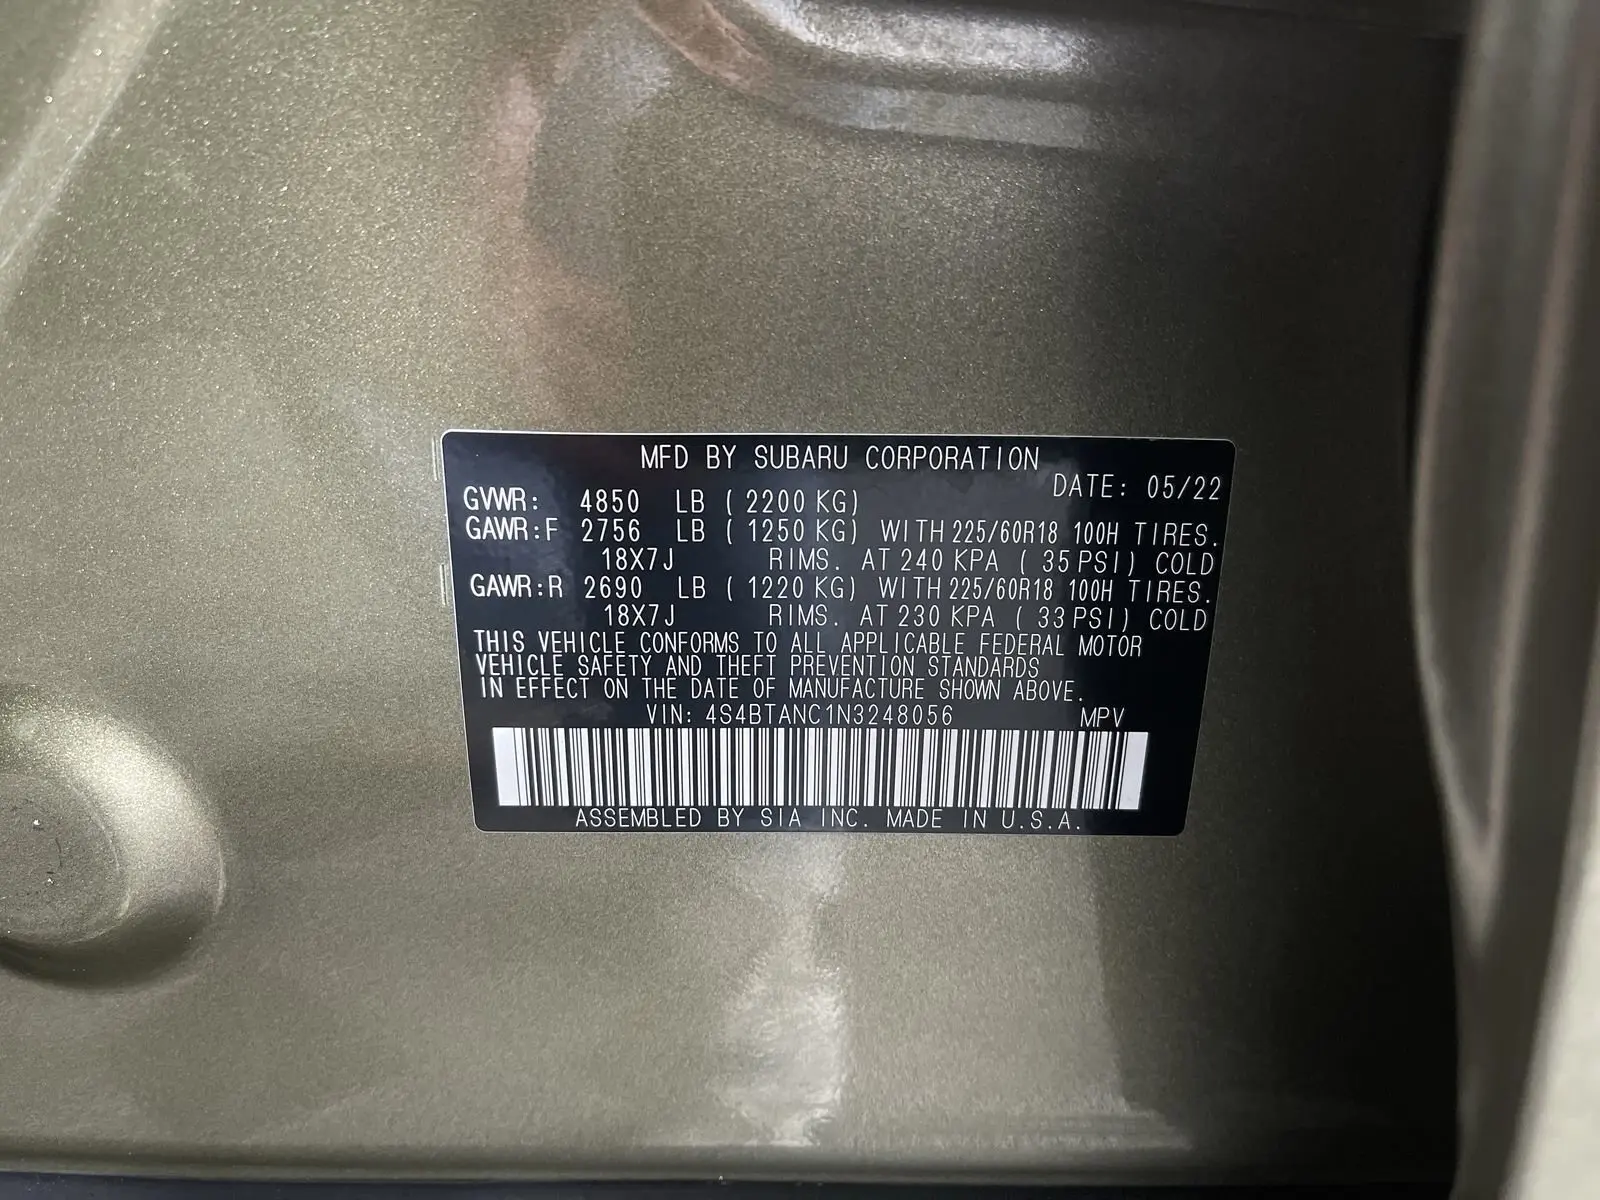 MFD BY SUBARU CORPORATION
DATE: 05/22
GVWR: 4850 LB ( 2200 KG)
GAWR:F 2756 LB ( 1250 KG) WITH 225/60R18 100H TIRES.
18X7J RIMS. AT 240 KPA ( 35 PSI) COLD
GAWR:R 2690 LB ( 1220 KG) WITH 225/60R18 100H TIRES.
18X7J RIMS. AT 230 KPA ( 33 PSI) COLD
THIS VEHICLE CONFORMS TO ALL APPLICABLE FEDERAL MOTOR
VEHICLE SAFETY AND THEFT PREVENTION STANDARDS
IN EFFECT ON THE DATE OF MANUFACTURE SHOWN ABOVE.
VIN: 4S4BTANC1N3248056 MPV
ASSEMBLED BY SIA INC. MADE IN U.S.A.